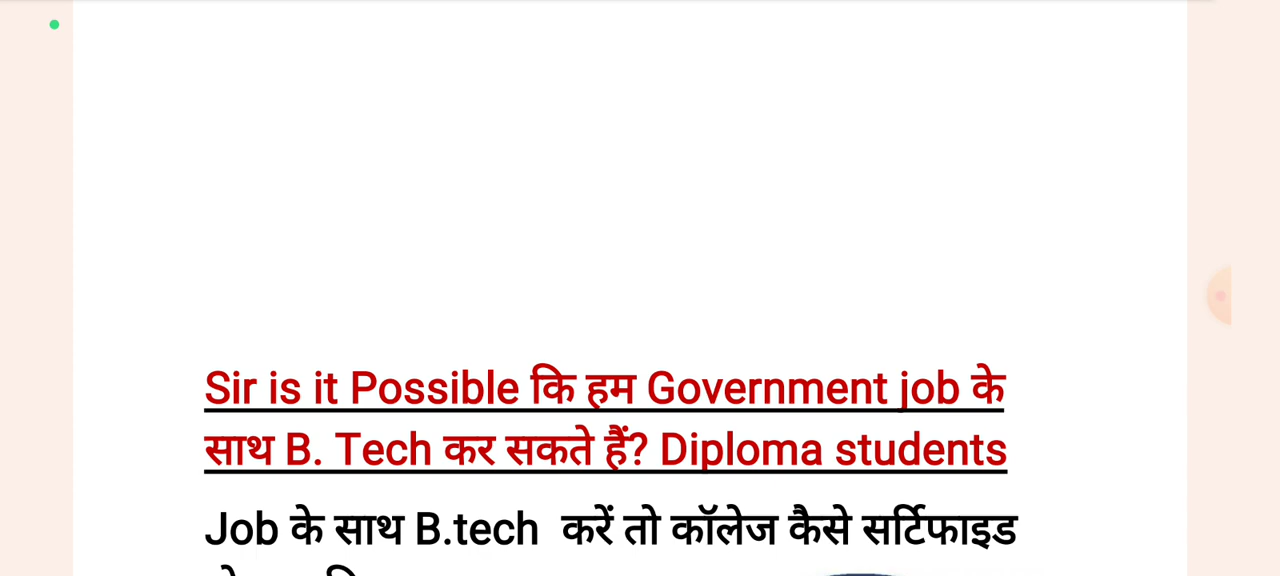 Sir is it Possible कि हम Government job के
साथ B. Tech कर सकते हैं? Diploma students
Job के साथ B.tech करें तो कॉलेज कैसे सर्टिफाइड